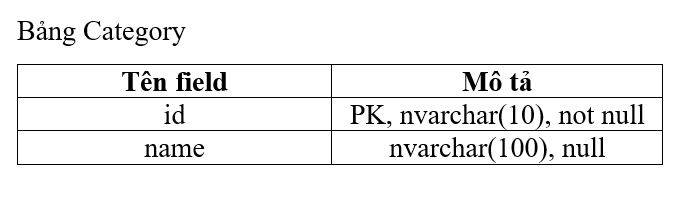 Bảng Category
Tên field Mô tả
id PK, nvarchar(10), not null
name nvarchar(100), null